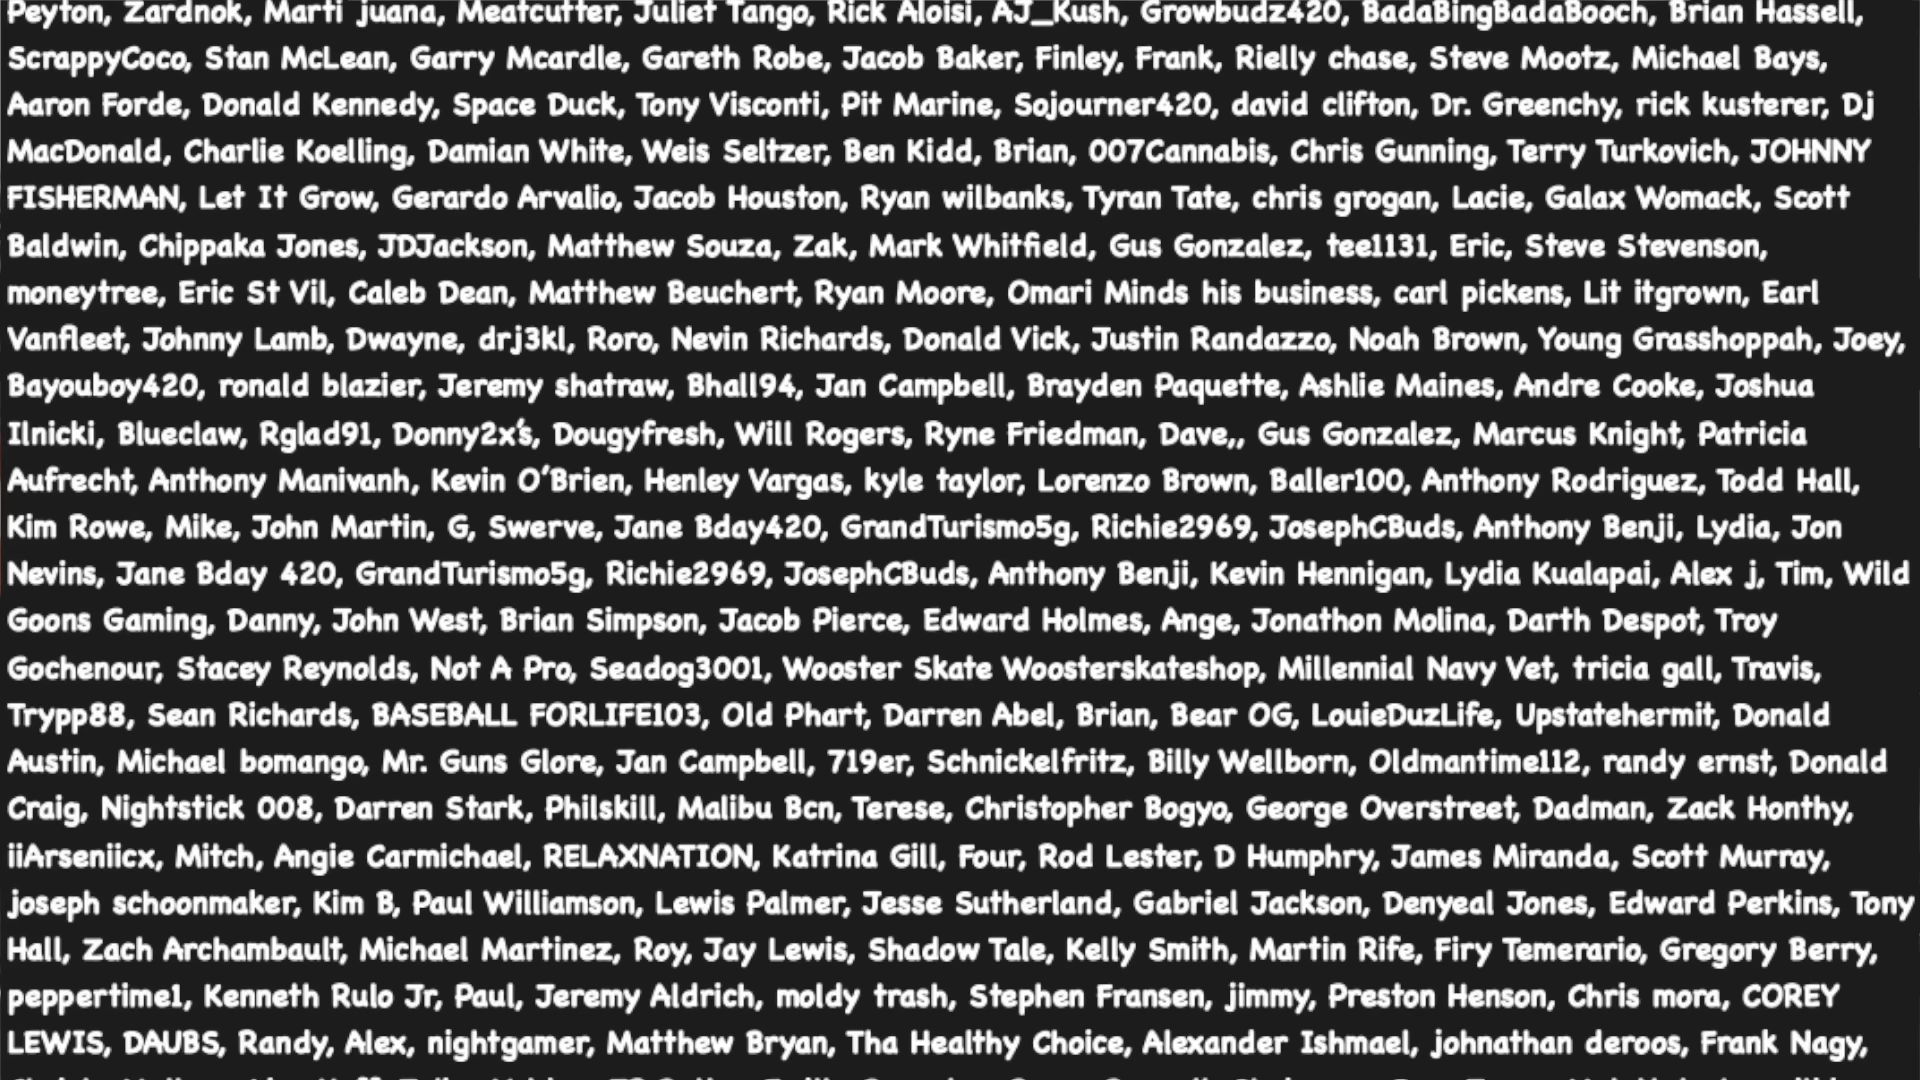 Peyton, Zardnok, Marti juana, Meatcutter, Juliet Tango, Rick Aloisi, AJ_Kush, Growbudz420, BadaBingBadaBooch, Brian Hassell,
ScrappyCoco, Stan McLean, Garry Mcardle, Gareth Robe, Jacob Baker, Finley, Frank, Rielly chase, Steve Mootz, Michael Bays,
Aaron Forde, Donald Kennedy, Space Duck, Tony Visconti, Pit Marine, Sojourner420, david clifton, Dr. Greenchy, rick kusterer, Dj
MacDonald, Charlie Koelling, Damian White, Weis Seltzer, Ben Kidd, Brian, 007Cannabis, Chris Gunning, Terry Turkovich, JOHNNY
FISHERMAN, Let It Grow, Gerardo Arvalio, Jacob Houston, Ryan wilbanks, Tyran Tate, chris grogan, Lacie, Galax Womack, Scott
Baldwin, Chippaka Jones, JDJackson, Matthew Souza, Zak, Mark Whitfield, Gus Gonzalez, tee1131, Eric, Steve Stevenson,
moneytree, Eric St Vil, Caleb Dean, Matthew Beuchert, Ryan Moore, Omari Minds his business, carl pickens, Lit itgrown, Earl
Vanfleet, Johnny Lamb, Dwayne, drj3kl, Roro, Nevin Richards, Donald Vick, Justin Randazzo, Noah Brown, Young Grasshoppah, Joey,
Bayouboy420, ronald blazier, Jeremy shatraw, Bhall94, Jan Campbell, Brayden Paquette, Ashlie Maines, Andre Cooke, Joshua
Ilnicki, Blueclaw, Rglad91, Donny2x's, Dougyfresh, Will Rogers, Ryne Friedman, Dave,, Gus Gonzalez, Marcus Knight, Patricia
Aufrecht, Anthony Manivanh, Kevin O'Brien, Henley Vargas, kyle taylor, Lorenzo Brown, Baller100, Anthony Rodriguez, Todd Hall,
Kim Rowe, Mike, John Martin, G, Swerve, Jane Bday420, GrandTurismo5g, Richie2969, JosephCBuds, Anthony Benji, Lydia, Jon
Nevins, Jane Bday 420, GrandTurismo5g, Richie2969, JosephCBuds, Anthony Benji, Kevin Hennigan, Lydia Kualapai, Alex j, Tim, Wild
Goons Gaming, Danny, John West, Brian Simpson, Jacob Pierce, Edward Holmes, Ange, Jonathon Molina, Darth Despot, Troy
Gochenour, Stacey Reynolds, Not A Pro, Seadog3001, Wooster Skate Woosterskateshop, Millennial Navy Vet, tricia gall, Travis,
Trypp88, Sean Richards, BASEBALL FORLIFE103, Old Phart, Darren Abel, Brian, Bear OG, LouieDuzLife, Upstatehermit, Donald
Austin, Michael bomango, Mr. Guns Glore, Jan Campbell, 719er, Schnickelfritz, Billy Wellborn, Oldmantime112, randy ernst, Donald
Craig, Nightstick 008, Darren Stark, Philskill, Malibu Bcn, Terese, Christopher Bogyo, George Overstreet, Dadman, Zack Honthy,
iiArseniicx, Mitch, Angie Carmichael, RELAXNATION, Katrina Gill, Four, Rod Lester, D Humphry, James Miranda, Scott Murray,
joseph schoonmaker, Kim B, Paul Williamson, Lewis Palmer, Jesse Sutherland, Gabriel Jackson, Denyeal Jones, Edward Perkins, Tony
Hall, Zach Archambault, Michael Martinez, Roy, Jay Lewis, Shadow Tale, Kelly Smith, Martin Rife, Firy Temerario, Gregory Berry,
peppertime1, Kenneth Rulo Jr, Paul, Jeremy Aldrich, moldy trash, Stephen Fransen, jimmy, Preston Henson, Chris mora, COREY
LEWIS, DAUBS, Randy, Alex, nightgamer, Matthew Bryan, Tha Healthy Choice, Alexander Ishmael, johnathan deroos, Frank Nagy,